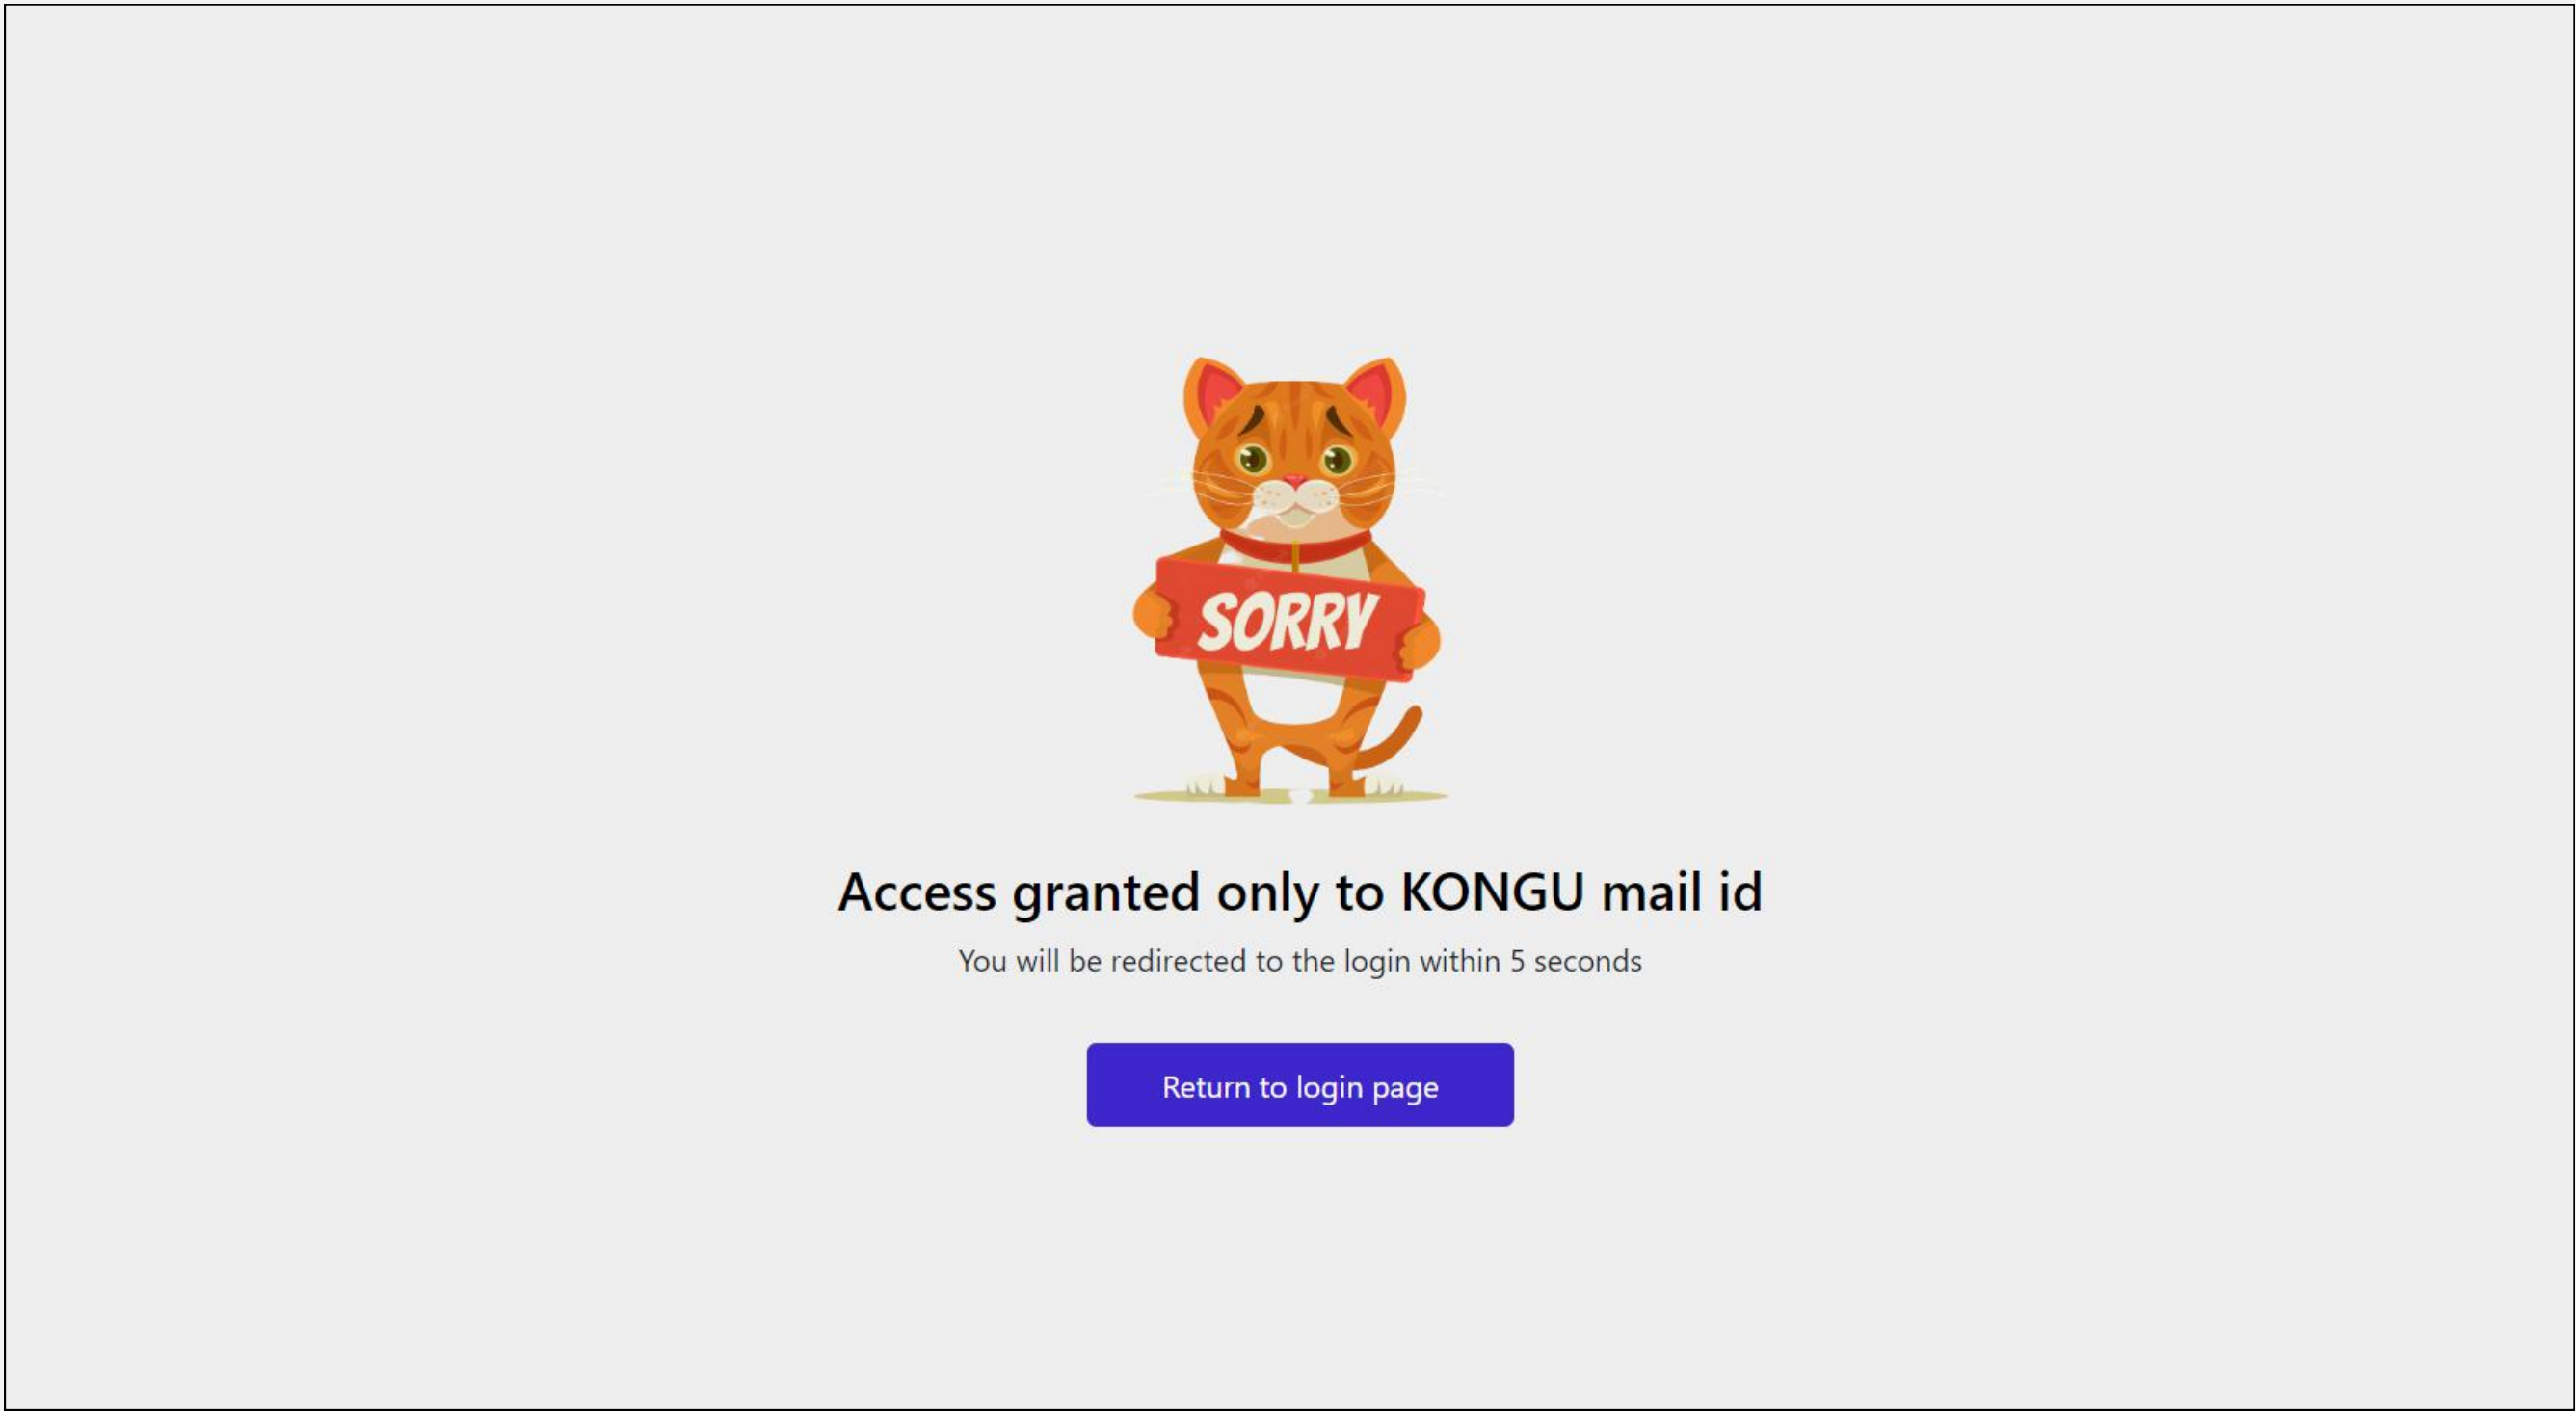 SORRY
Access granted only to KONGU mail id
You will be redirected to the login within 5 seconds
Return to login page